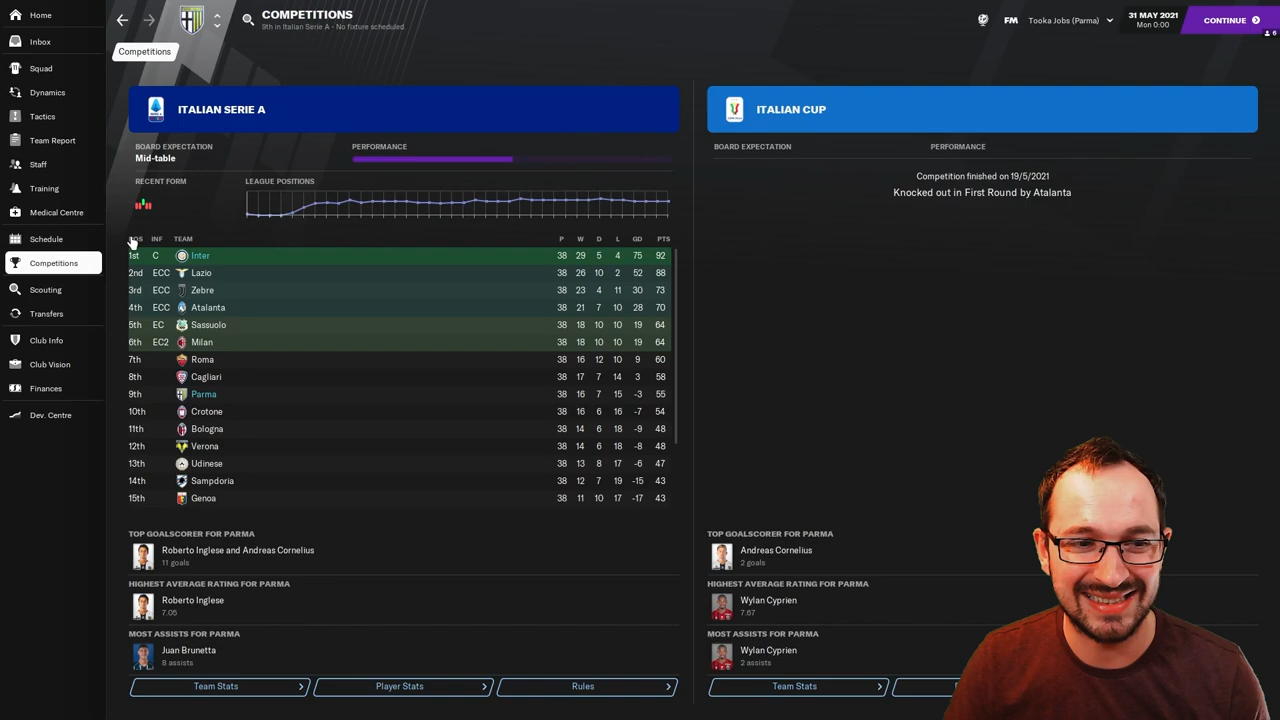 Home
Inbox
Squad
Dynamics
Tactics
Team Report
Staff
Training
Medical Centre
Schedule
Competitions
Scouting
Transfers
Club Info
Club Vision
Finances
Dev. Centre
COMPETITIONS
9th in Italian Serie A - No fixture scheduled.
FM
Tooka Jobs (Parma)
31 MAY 2021
Mon 0:00
CONTINUE
6
Competitions
ITALIAN SERIE A
BOARD EXPECTATION PERFORMANCE
Mid-table
RECENT FORM LEAGUE POSITIONS
INF TEAM P W D L GD PTS
1st C Inter 38 29 5 4 75 92
2nd ECC Lazio 38 26 10 2 52 88
3rd ECC Zebre 38 23 4 11 30 73
4th ECC Atalanta 38 21 7 10 28 70
5th EC Sassuolo 38 18 10 10 19 64
6th EC2 Milan 38 18 10 10 19 64
7th Roma 38 16 12 10 9 60
8th Cagliari 38 17 7 14 3 58
9th Parma 38 16 7 15 -3 55
10th Crotone 38 16 6 16 -7 54
11th Bologna 38 14 6 18 -9 48
12th Verona 38 14 6 18 -8 48
13th Udinese 38 13 8 17 -6 47
14th Sampdoria 38 12 7 19 -15 43
15th Genoa 38 11 10 17 -17 43
TOP GOALSCORER FOR PARMA
Roberto Inglese and Andreas Cornelius
11 goals
HIGHEST AVERAGE RATING FOR PARMA
Roberto Inglese
7.05
MOST ASSISTS FOR PARMA
Juan Brunetta
8 assists
Team Stats
Player Stats
Rules
ITALIAN CUP
BOARD EXPECTATION PERFORMANCE
Competition finished on 19/5/2021
Knocked out in First Round by Atalanta
TOP GOALSCORER FOR PARMA
Andreas Cornelius
2 goals
HIGHEST AVERAGE RATING FOR PARMA
Wylan Cyprien
7.67
MOST ASSISTS FOR PARMA
Wylan Cyprien
2 assists
Team Stats